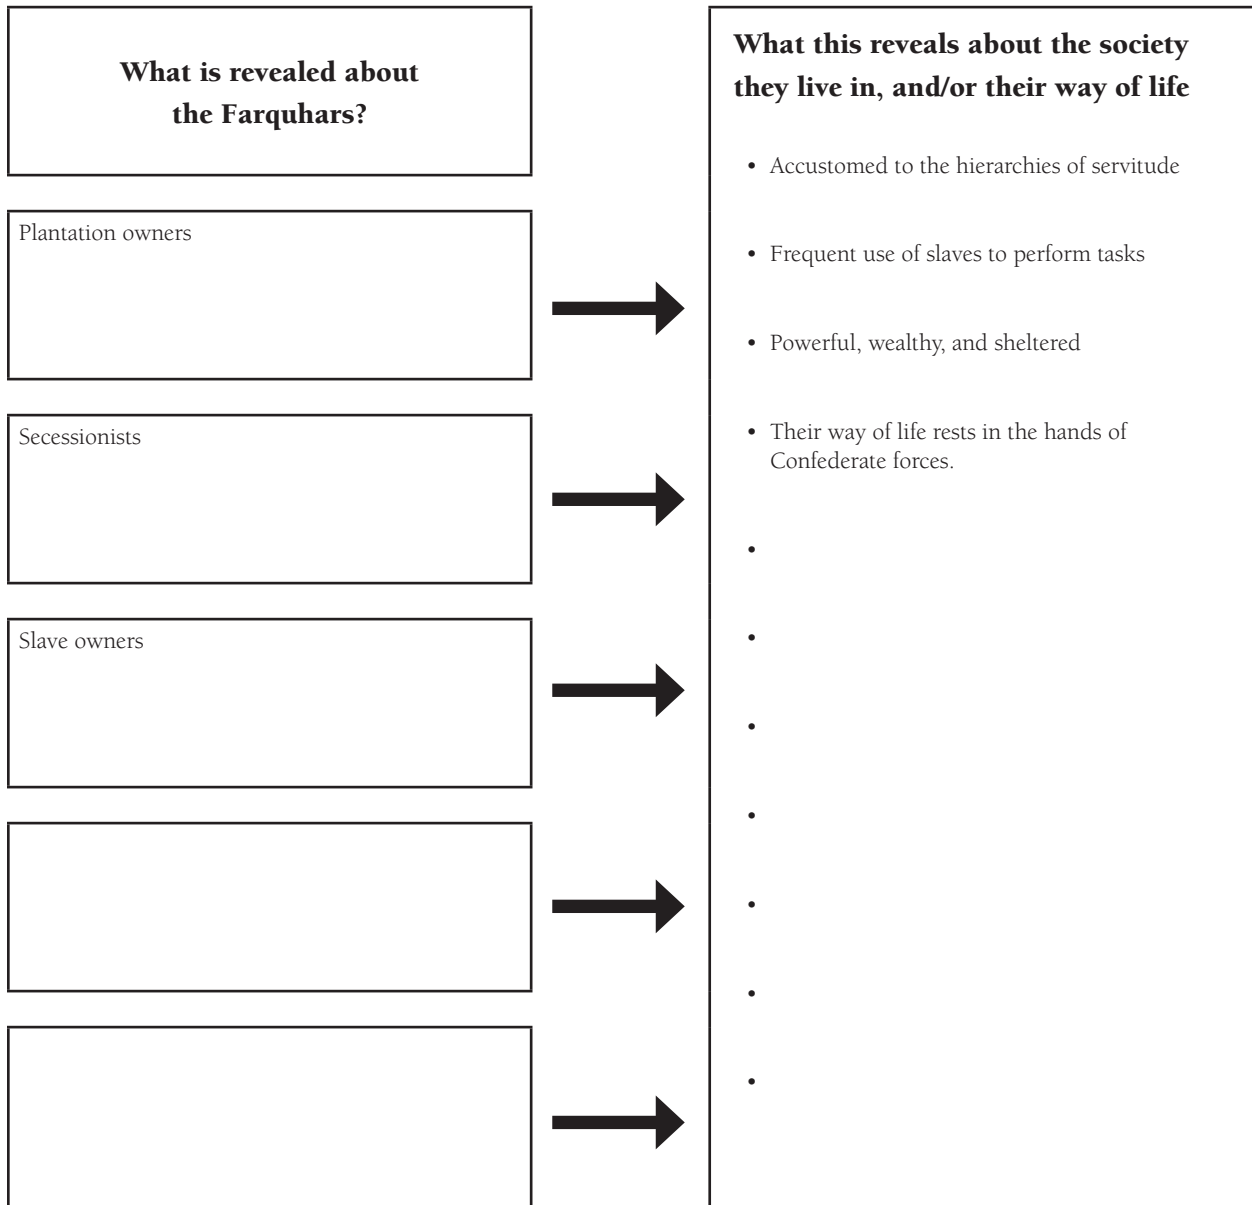 What is revealed about
the Farquhars?
Plantation owners
Secessionists
Slave owners
What this reveals about the society
they live in, and/or their way of life
• Accustomed to the hierarchies of servitude
• Frequent use of slaves to perform tasks
• Powerful, wealthy, and sheltered
• Their way of life rests in the hands of
Confederate forces.
•
•
•
•
•
•
•